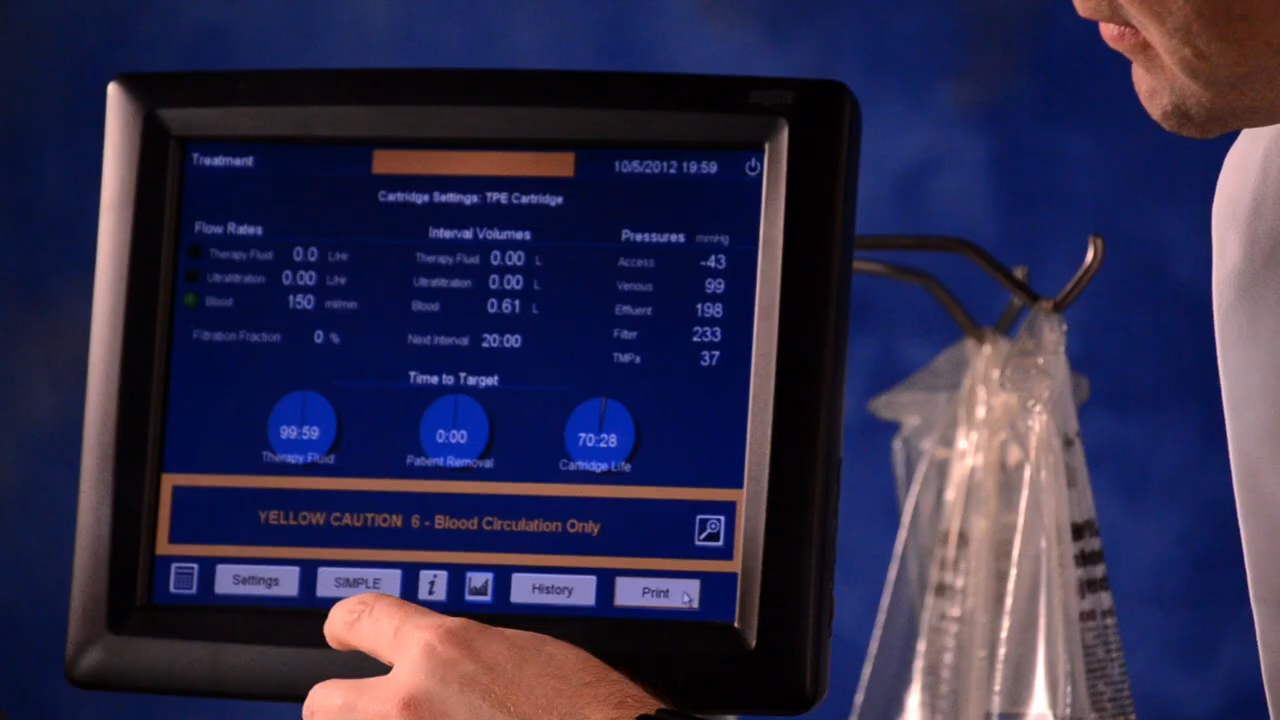 Treatment
10/5/2012 19:59
Cartridge Settings: TPE Cartridge
Flow Rates
Therapy Fluid 0.0 L/Hr
Ultrafiltration 0.00 L/Hr
Blood 150 ml/min
Filtration Fraction 0 %
Interval Volumes
Therapy Fluid 0.00 L
Ultrafiltration 0.00 L
Blood 0.61 L
Next Interval 20:00
Pressures mmHg
Access -43
Venous 99
Effluent 198
Filter 233
TMPa 37
Time to Target
99:59
Therapy Fluid
0:00
Patient Removal
70:28
Cartridge Life
YELLOW CAUTION 6 - Blood Circulation Only
Settings
SIMPLE
i
History
Print